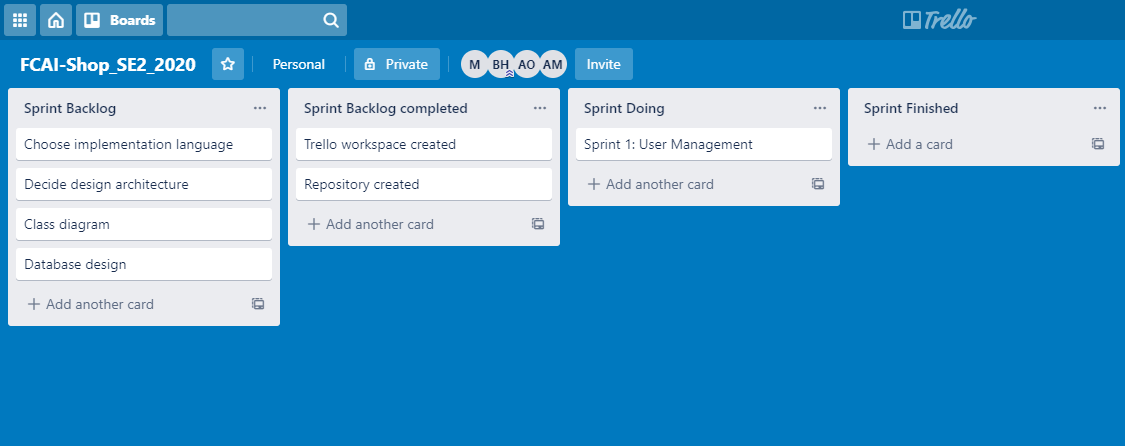 Boards
Trello
FCAI-Shop_SE2_2020 Personal Private M BH AO AM Invite
Sprint Backlog
Choose implementation language
Decide design architecture
Class diagram
Database design
+ Add another card
Sprint Backlog completed
Trello workspace created
Repository created
+ Add another card
Sprint Doing
Sprint 1: User Management
+ Add another card
Sprint Finished
+ Add a card